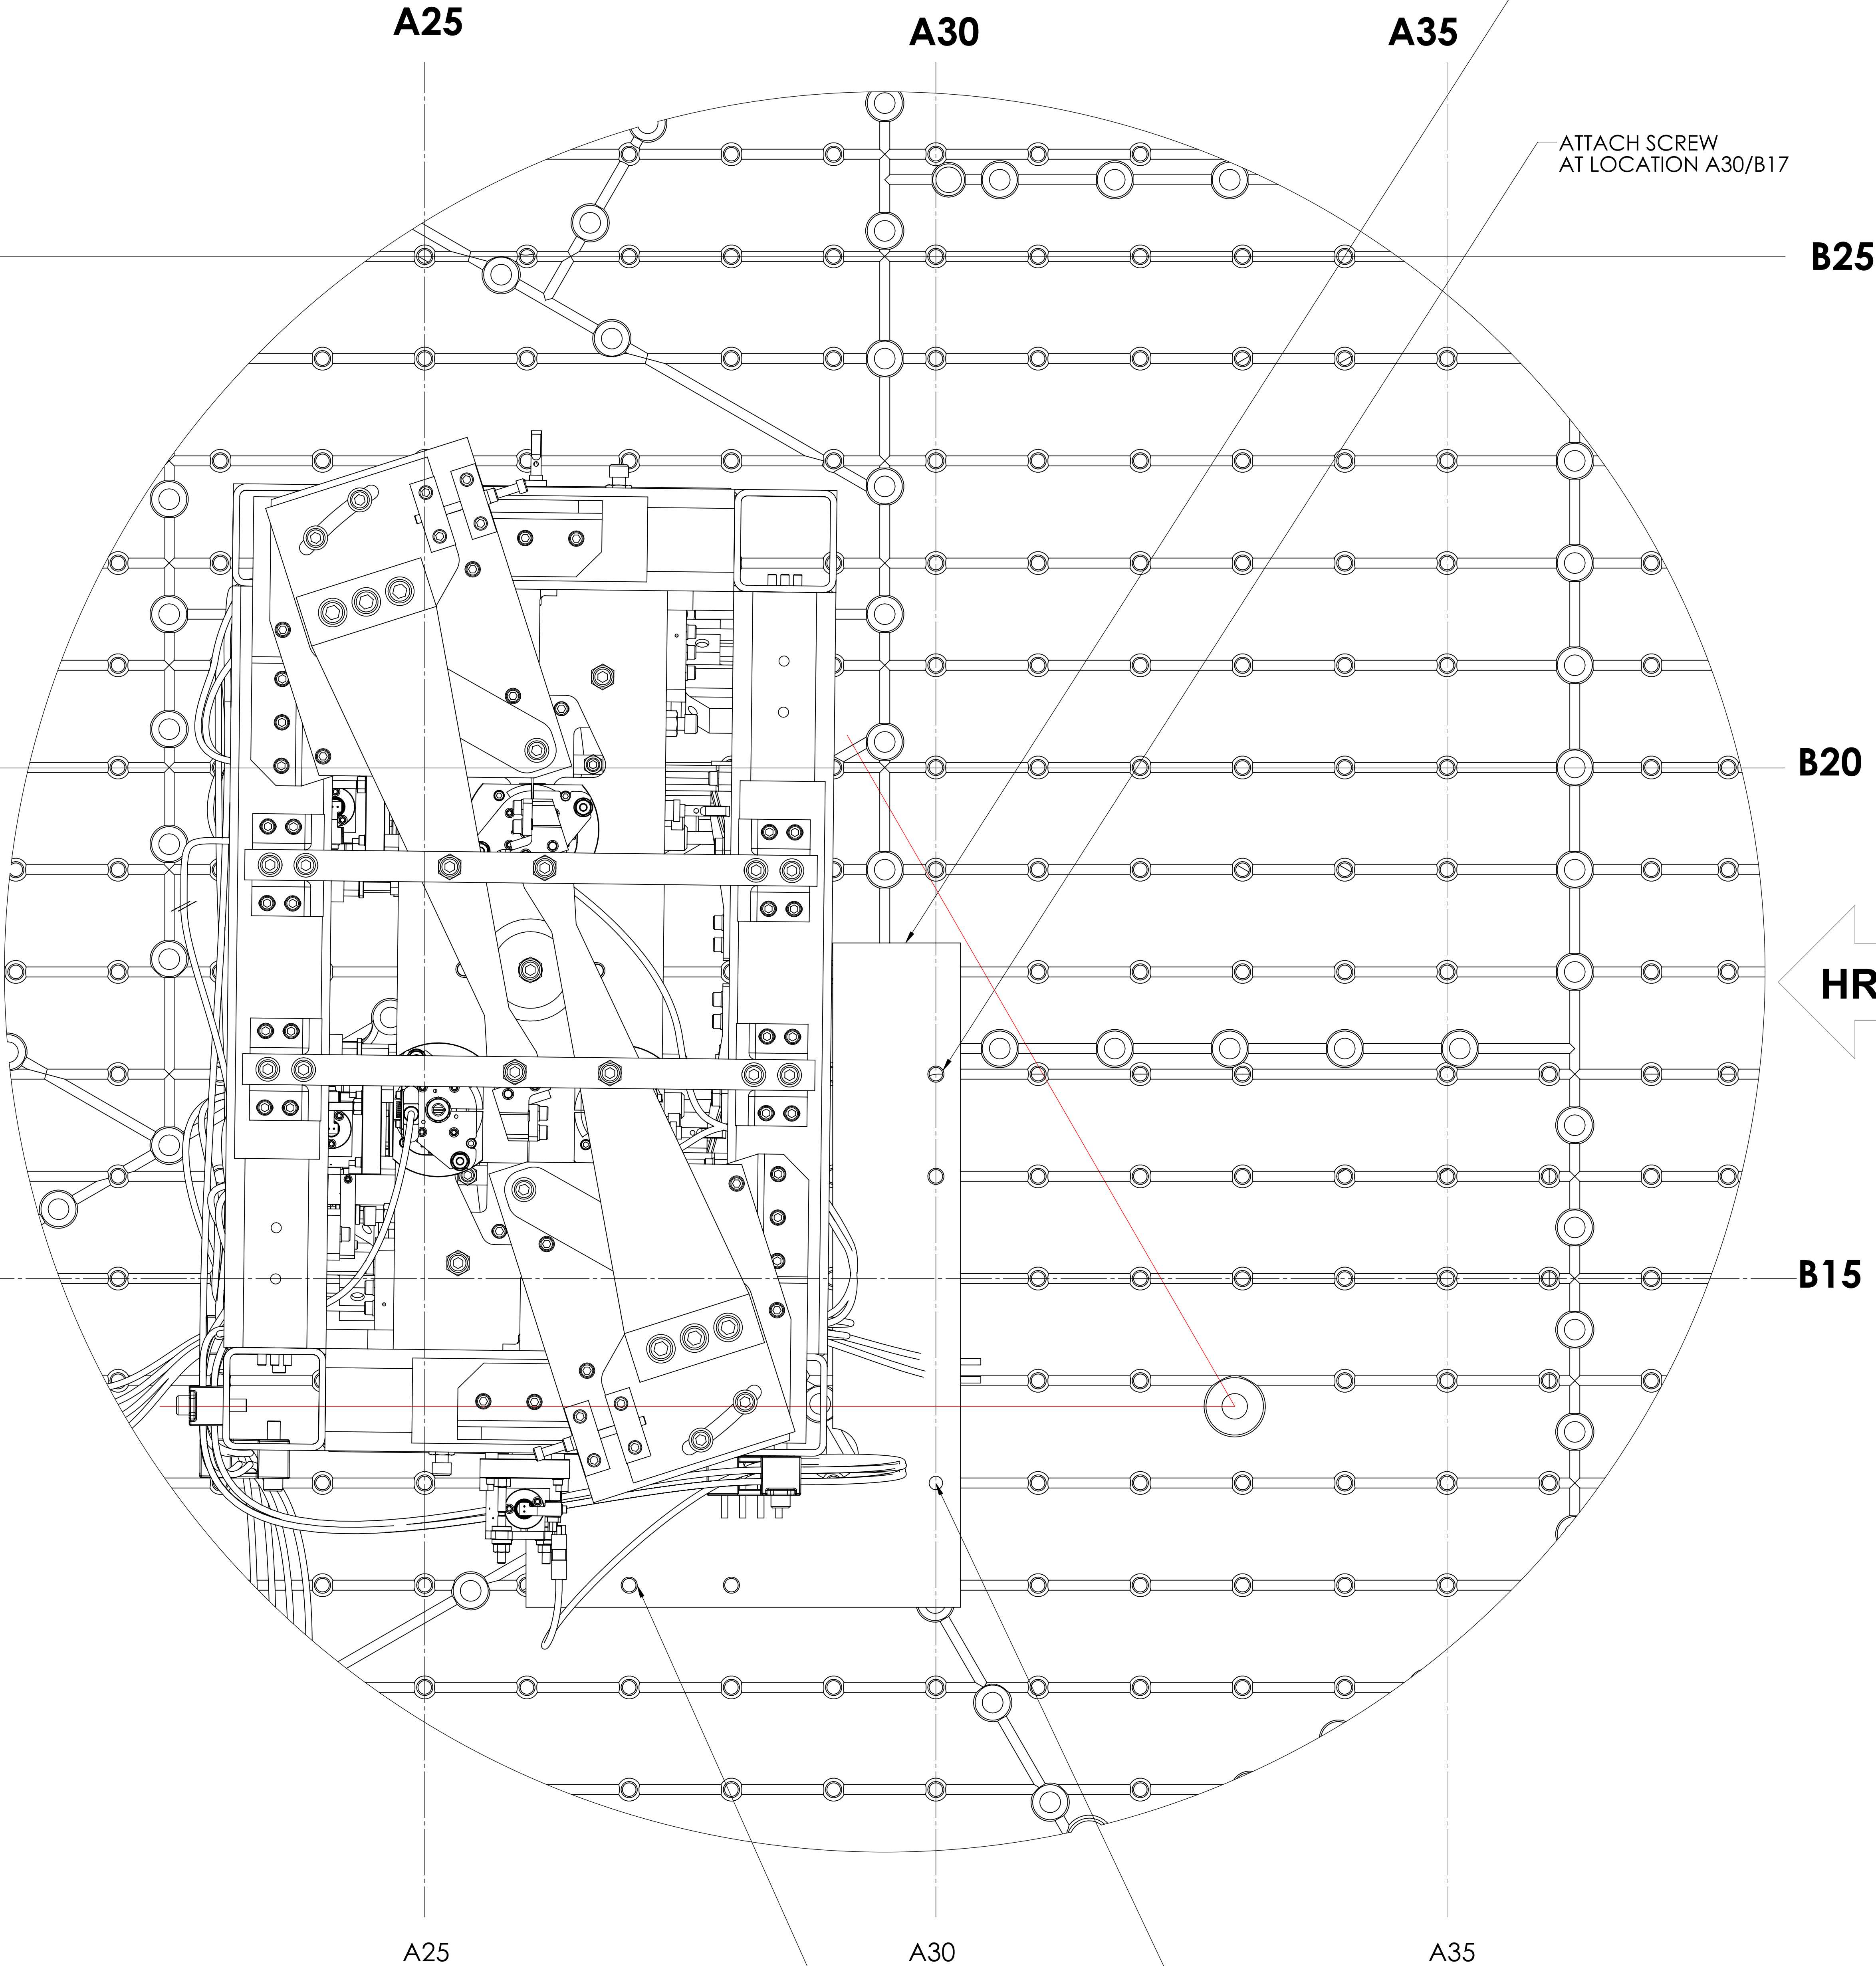 A25
A30
A35
ATTACH SCREW
AT LOCATION A30/B17
B25
B20
HR
B15
A25
A30
A35